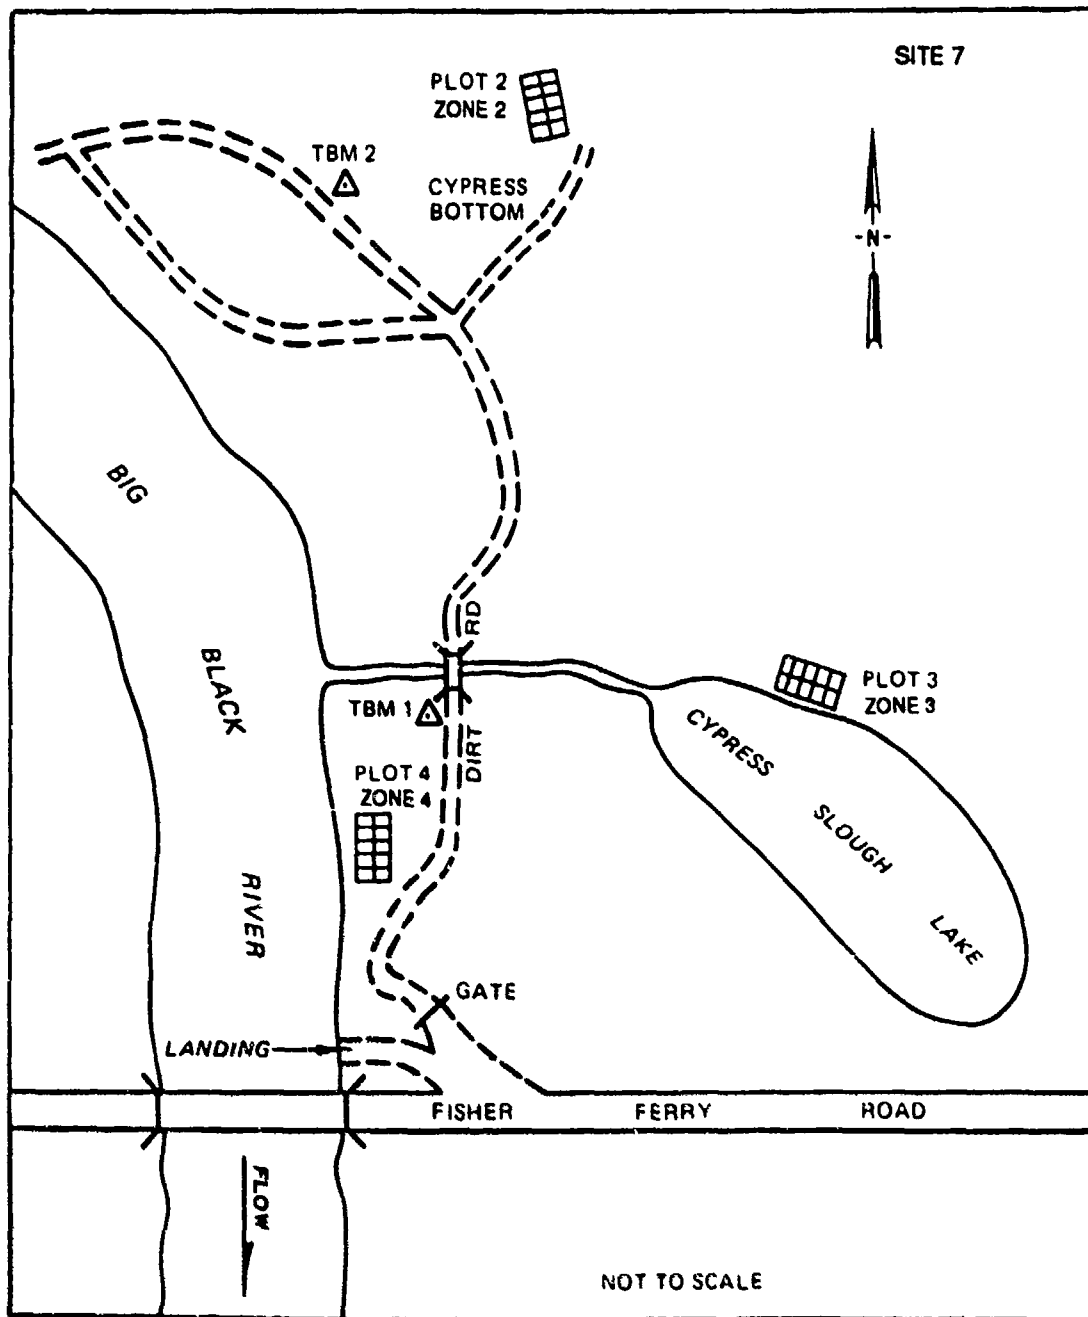 SITE 7
PLOT 2
ZONE 2
TBM 2
CYPRESS
BOTTOM
-N-
BIG
BLACK
RIVER
RD
DIRT
TBM 1
PLOT 3
ZONE 3
CYPRESS
SLOUGH
LAKE
PLOT 4
ZONE 4
GATE
LANDING
FISHER FERRY ROAD
FLOW
NOT TO SCALE